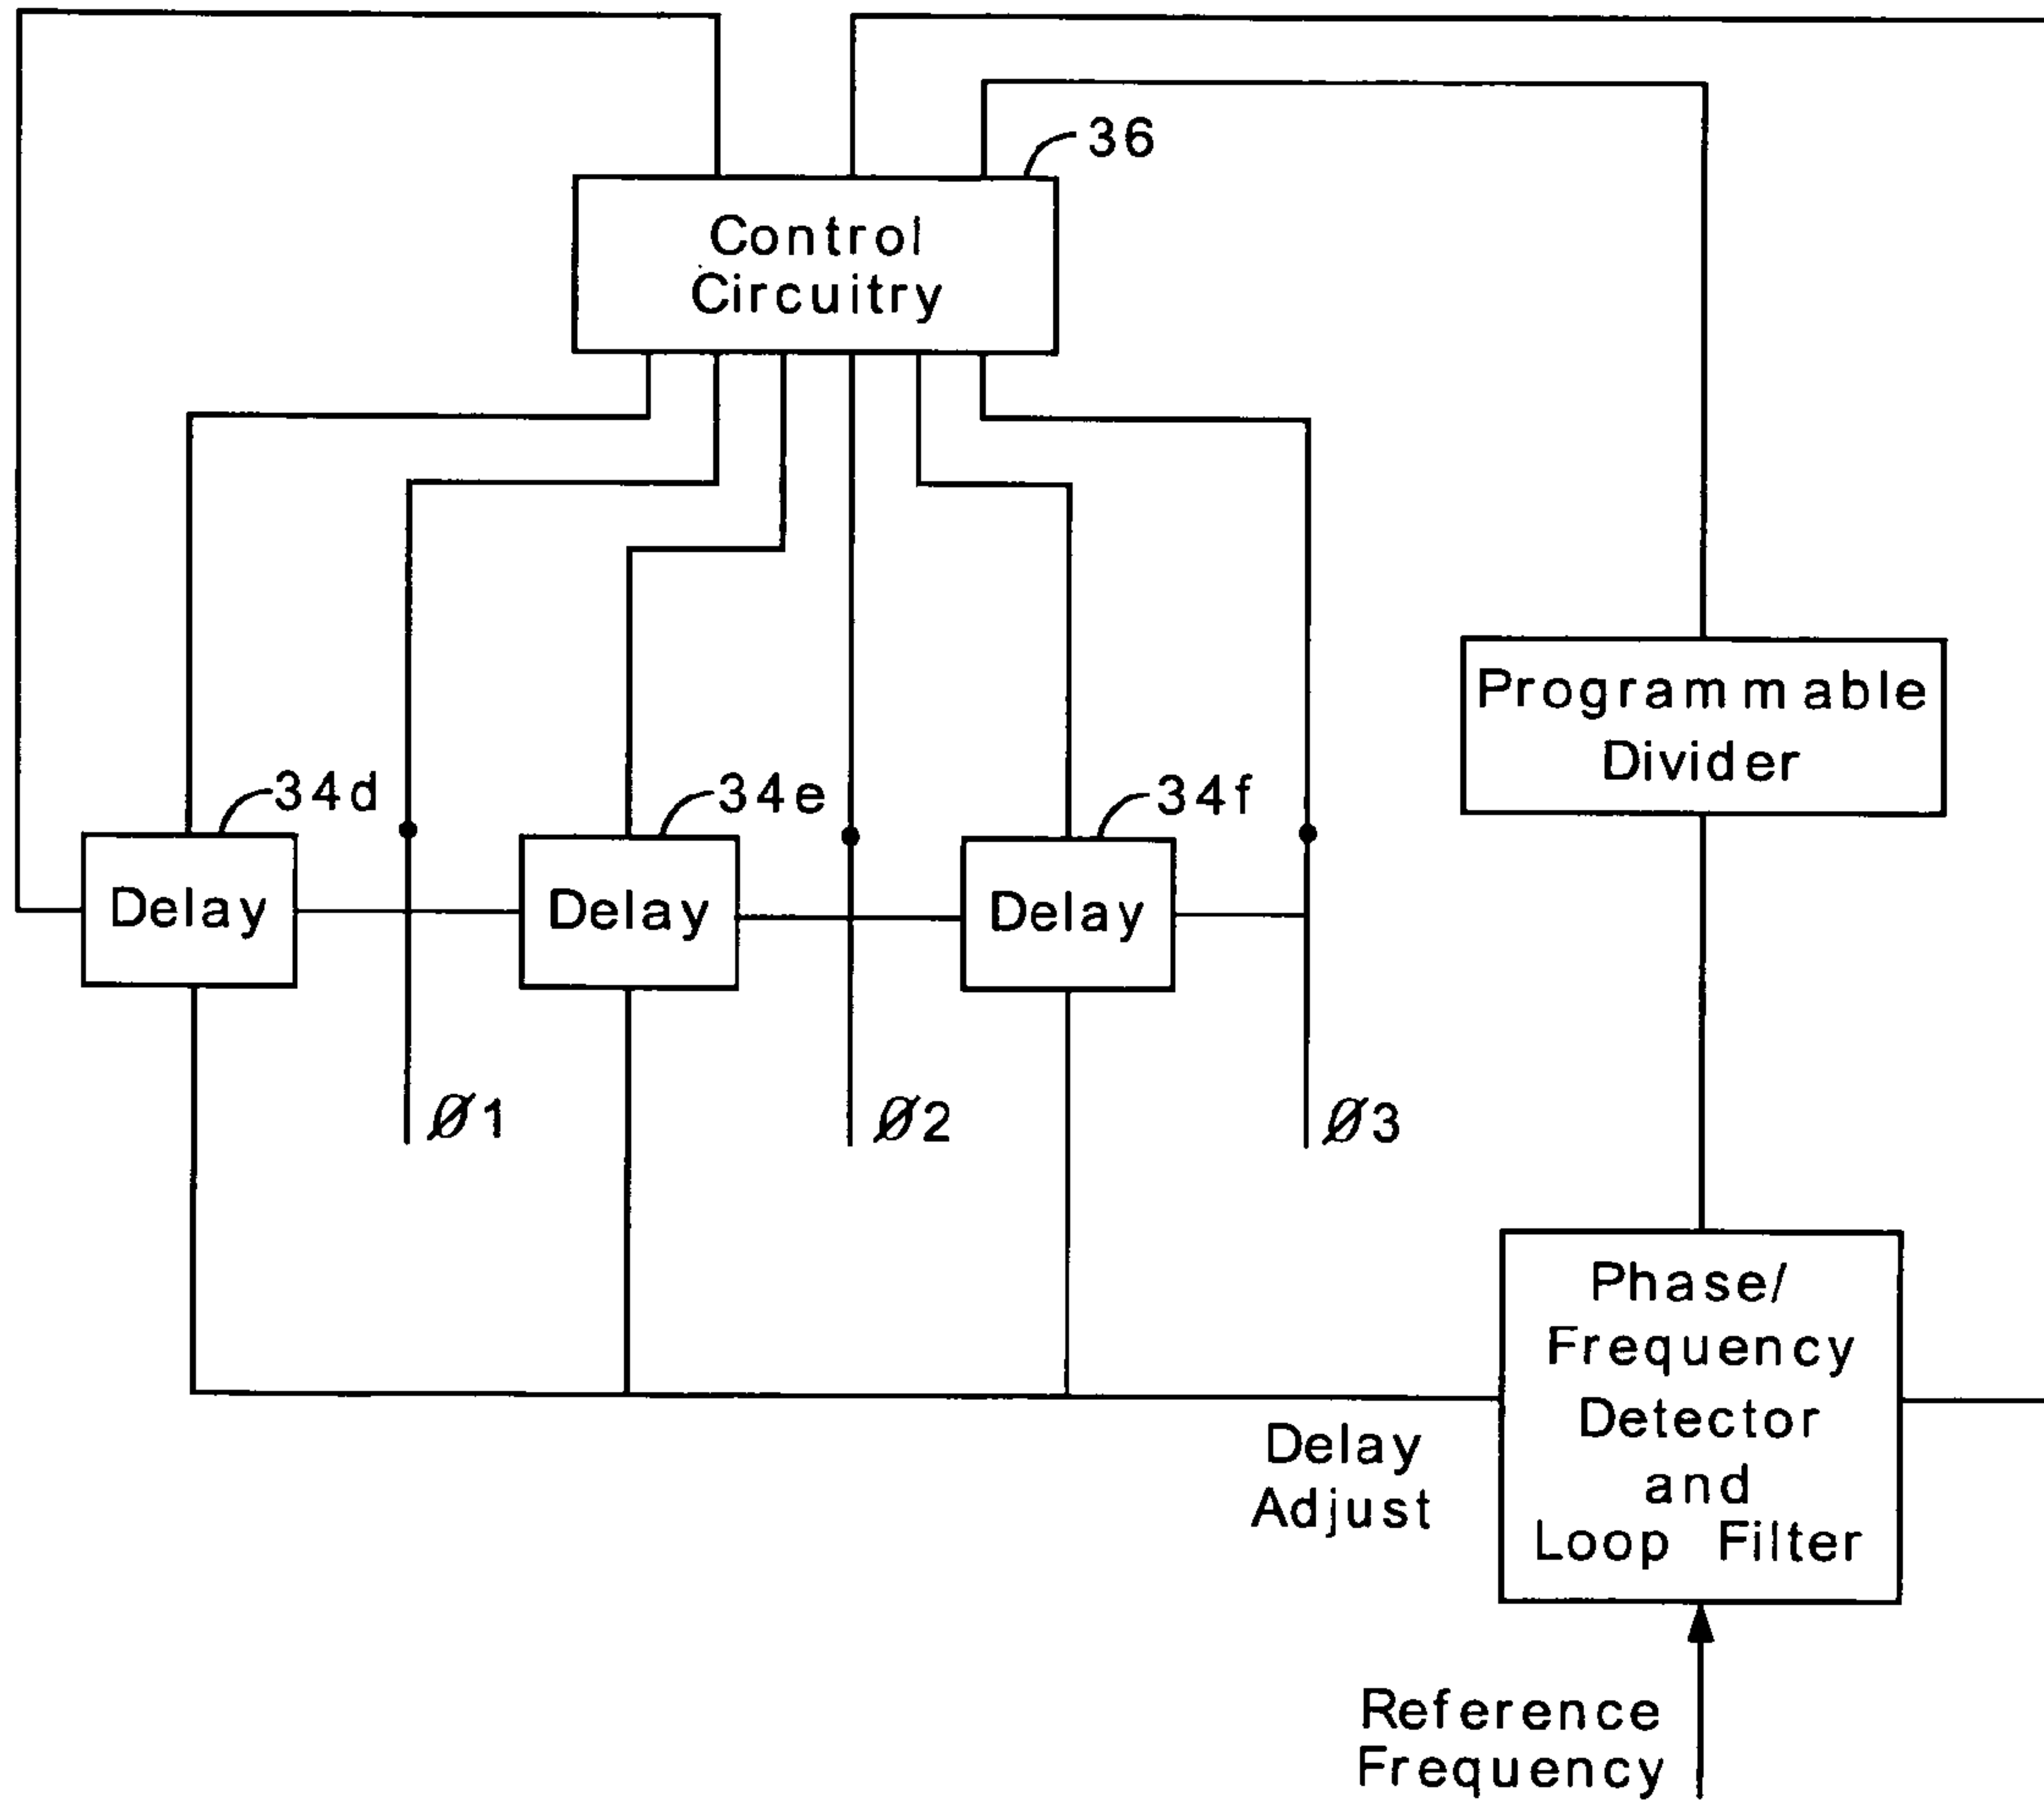 36
Control
Circuitry
Programmable
Divider
34d
34e
34f
Delay
Delay
Delay
Ø1
Ø2
Ø3
Phase/
Frequency
Detector
and
Loop Filter
Delay
Adjust
Reference
Frequency